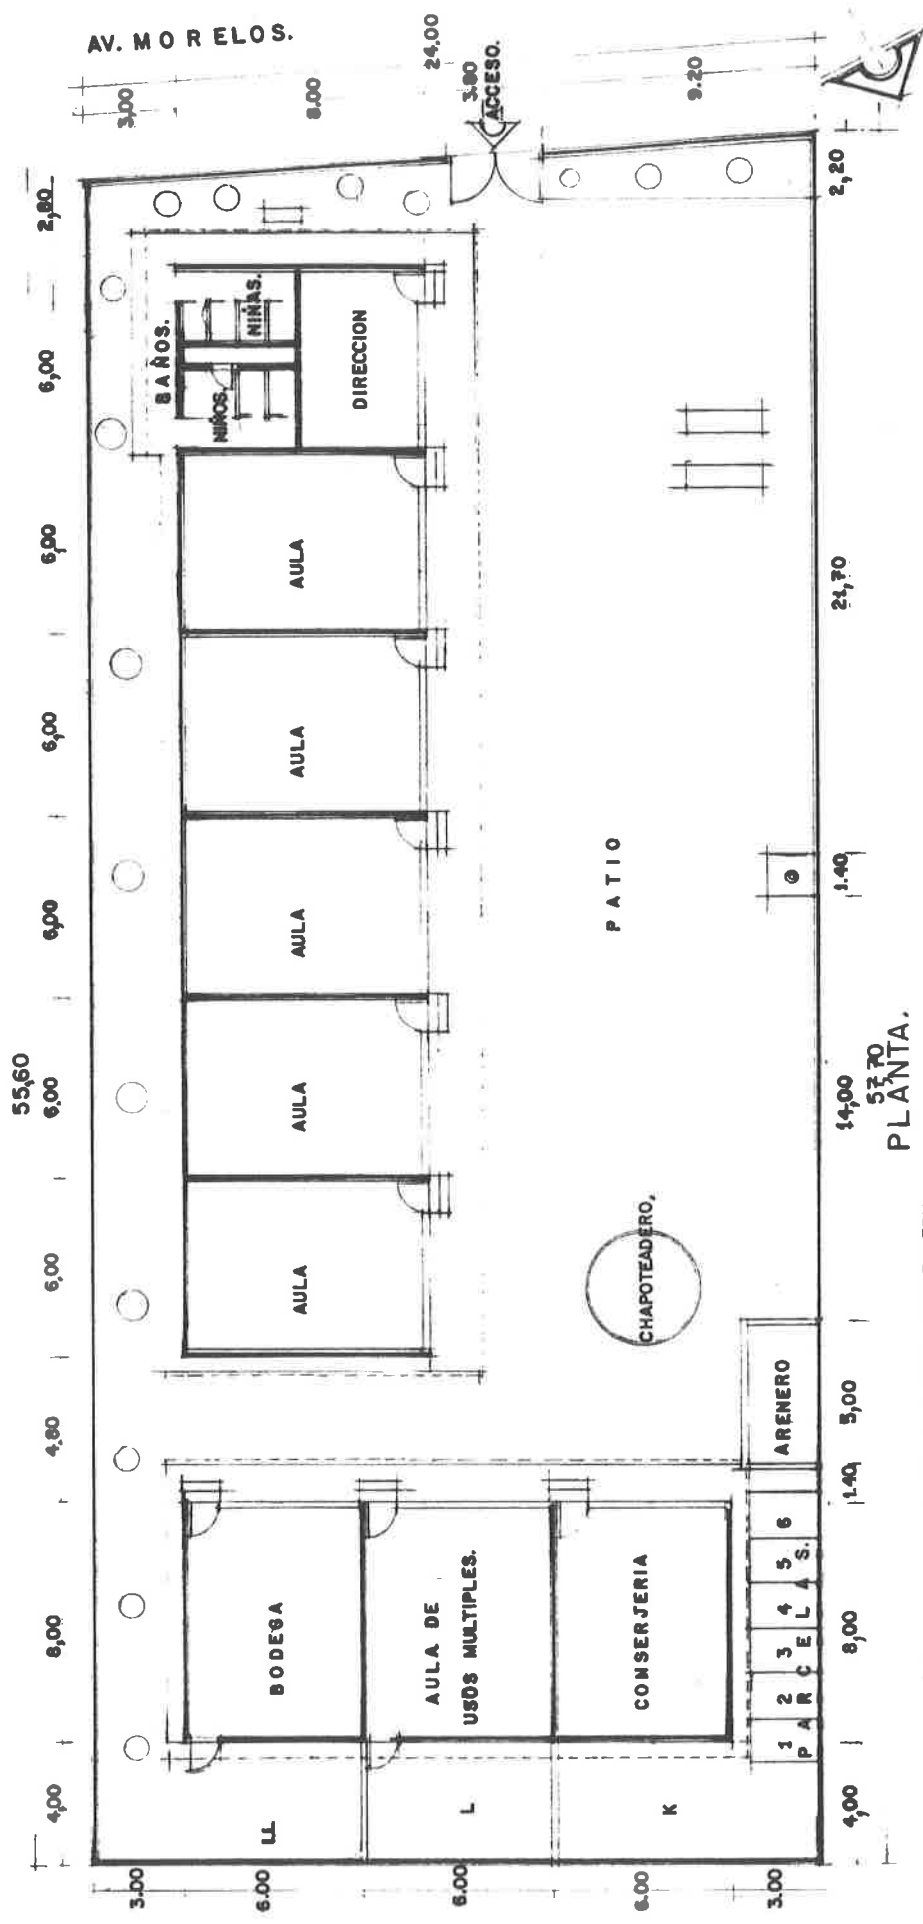 AV. MORELOS.
3,00
8.00
24,00
3.80
ACCESO.
9.20
2,80
6,00
6,00
6,00
6,00
55,60
6.00
6,00
4.80
8,00
4,00
BAÑOS.
NIÑAS.
NIÑOS.
DIRECCION
AULA
AULA
AULA
AULA
AULA
PATIO
CHAPOTEADERO,
ARENERO
BODEGA
AULA DE
USOS MULTIPLES.
CONSERJERIA
1 2 3 4 5 6
PARCELAS.
LL
L
K
2,20
21,70
1.40
14,00
57,70
5,00
1.40
8,00
4,00
3.00
6.00
6.00
6.00
3.00
PLANTA.